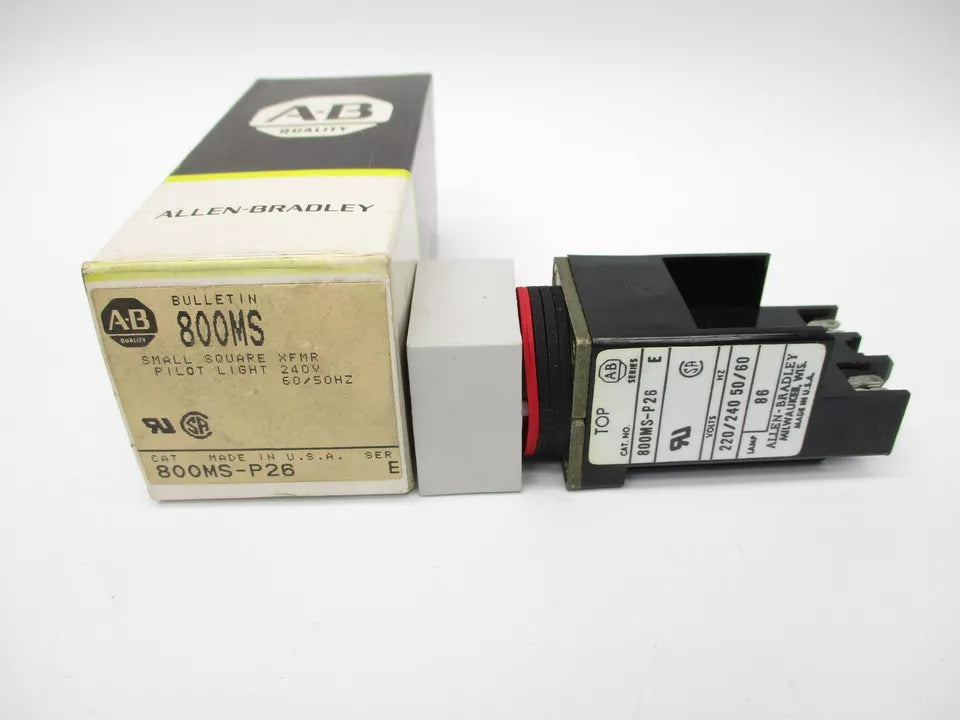 A-B
QUALITY
ALLEN-BRADLEY
A-B
QUALITY
BULLETIN
800MS
SMALL SQUARE XFMR
PILOT LIGHT 240V
60/50HZ
SA
CAT MADE IN U.S.A. SER
800MS-P26 E
TOP
CAT. NO. 800MS-P26
SERIES E
AB
SA
VOLTS HZ
220/240 50/60
LAMP 86
ALLEN-BRADLEY
MILWAUKEE, WIS.
MADE IN U.S.A.